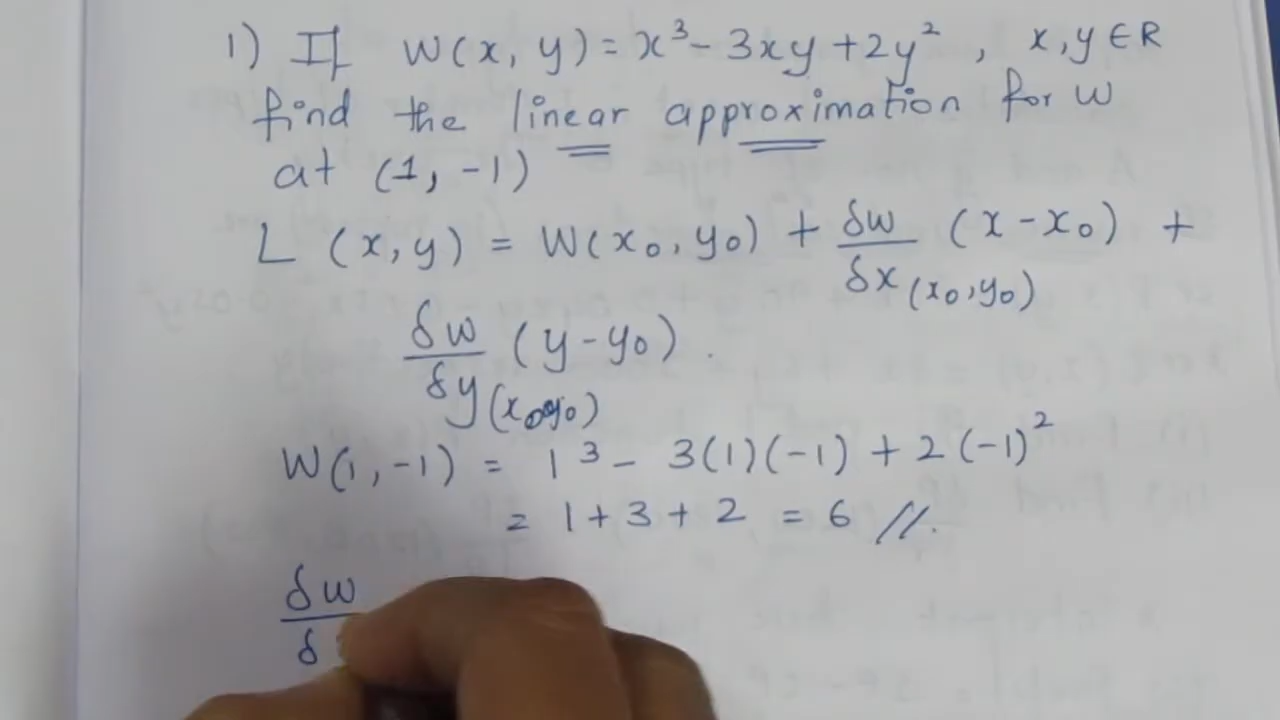 1) If W(x, y) = x³ - 3xy + 2y², x, y ∈ R
find the linear approximation for W
at (1, -1)
L (x, y) = W(x₀, y₀) + δw/δx (x₀, y₀) (x - x₀) +
δw/δy (x₀, y₀) (y - y₀).
W(1, -1) = 1³ - 3(1)(-1) + 2(-1)²
= 1 + 3 + 2 = 6 //.
δw/δ